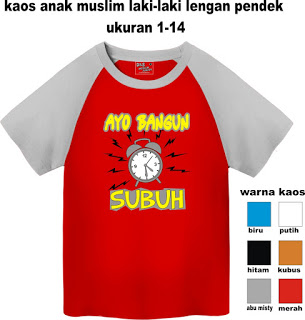 kaos anak muslim laki-laki lengan pendek
ukuran 1-14
AYO BANGUN
SUBUH
warna kaos
biru putih
hitam kubus
abu misty merah